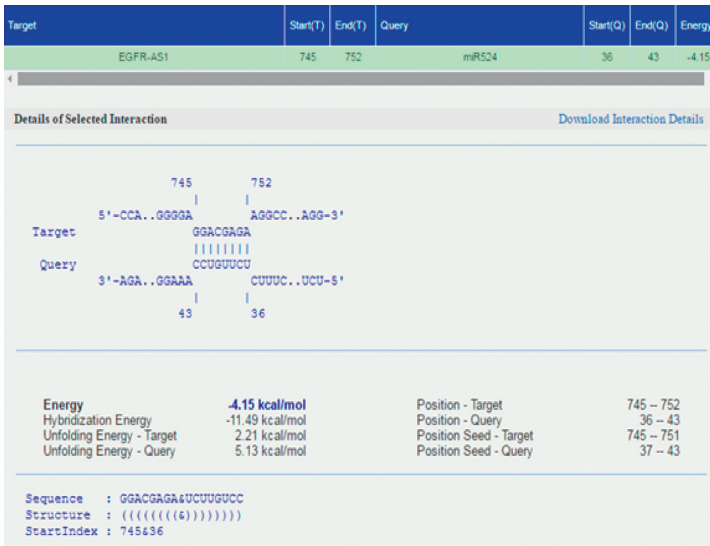 Target Start(T) End(T) Query Start(Q) End(Q) Energy
EGFR-AS1 745 752 miR524 36 43 -4.15
Details of Selected Interaction Download Interaction Details
745 752
| |
5'-CCA..GGGGA AGGCC..AGG-3'
Target GGACGAGA
||||||||
Query CCUGUUCU
3'-AGA..GGAAA CUUUC..UCU-5'
| |
43 36
Energy -4.15 kcal/mol Position - Target 745 -- 752
Hybridization Energy -11.49 kcal/mol Position - Query 36 -- 43
Unfolding Energy - Target 2.21 kcal/mol Position Seed - Target 745 -- 751
Unfolding Energy - Query 5.13 kcal/mol Position Seed - Query 37 -- 43
Sequence : GGACGAGA&UCUUGUCC
Structure : ((((((((&))))))))
StartIndex : 745&36